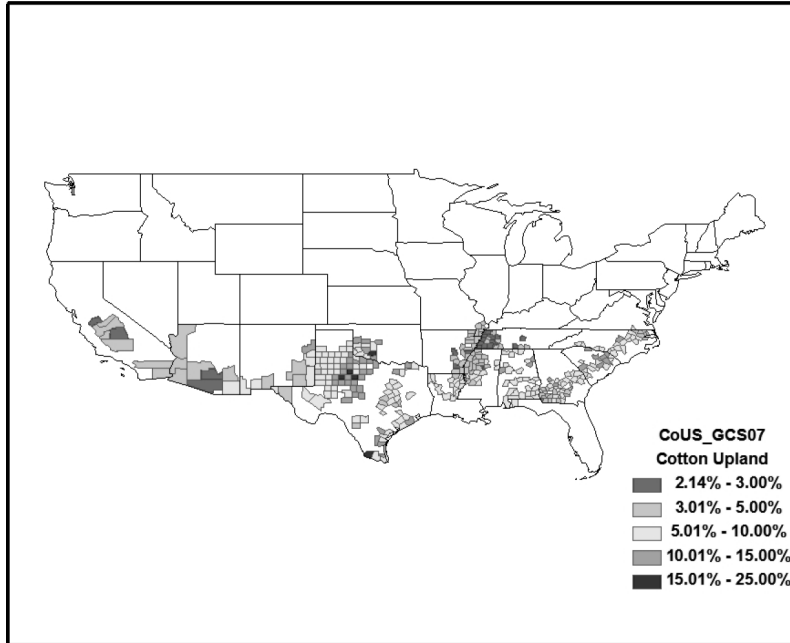 CoUS_GCS07
Cotton Upland
2.14% - 3.00%
3.01% - 5.00%
5.01% - 10.00%
10.01% - 15.00%
15.01% - 25.00%